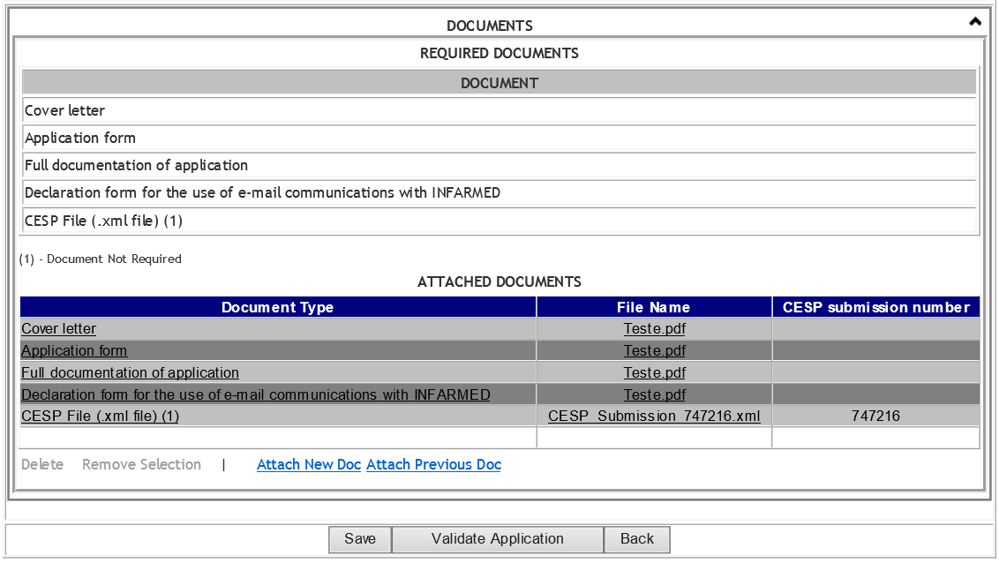 DOCUMENTS
REQUIRED DOCUMENTS
DOCUMENT
Cover letter
Application form
Full documentation of application
Declaration form for the use of e-mail communications with INFARMED
CESP File (.xml file) (1)
(1) - Document Not Required
ATTACHED DOCUMENTS
Document Type File Name CESP submission number
Cover letter Teste.pdf
Application form Teste.pdf
Full documentation of application Teste.pdf
Declaration form for the use of e-mail communications with INFARMED Teste.pdf
CESP File (.xml file) (1) CESP_Submission_747216.xml 747216
Delete Remove Selection | Attach New Doc Attach Previous Doc
Save Validate Application Back